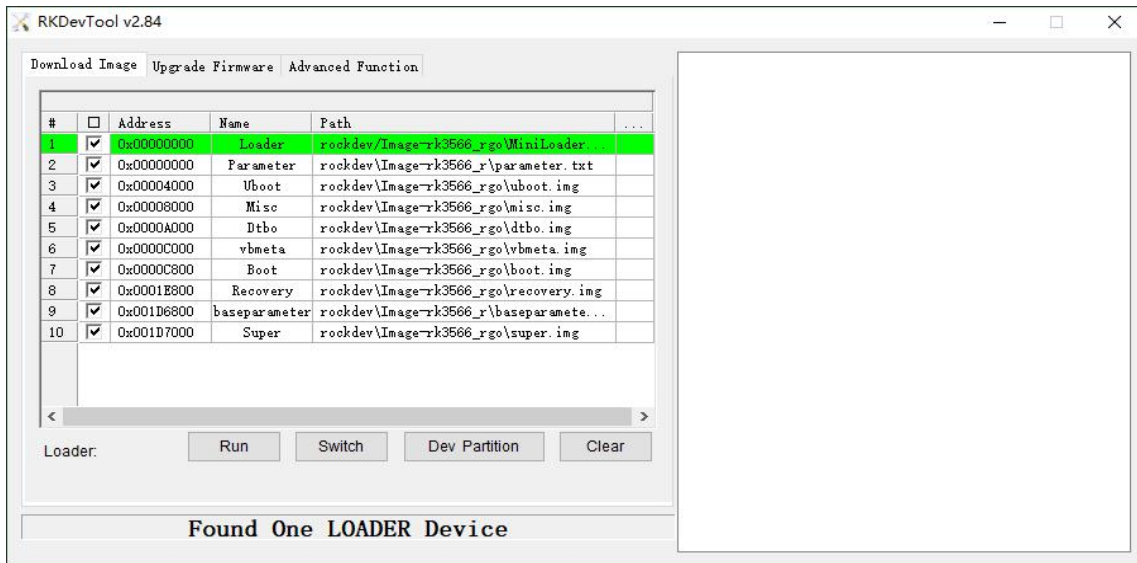 RKDevTool v2.84
Download Image Upgrade Firmware Advanced Function
# Address Name Path ...
1 0x00000000 Loader rockdev/Image-rk3566_rgo\MiniLoader...
2 0x00000000 Parameter rockdev\Image-rk3566_r\parameter.txt
3 0x00004000 Uboot rockdev\Image-rk3566_rgo\uboot.img
4 0x00008000 Misc rockdev\Image-rk3566_rgo\misc.img
5 0x0000A000 Dtbo rockdev\Image-rk3566_rgo\dtbo.img
6 0x0000C000 vbmeta rockdev\Image-rk3566_rgo\vbmeta.img
7 0x0000C800 Boot rockdev\Image-rk3566_rgo\boot.img
8 0x0001E800 Recovery rockdev\Image-rk3566_rgo\recovery.img
9 0x001D6800 baseparameter rockdev\Image-rk3566_r\baseparamete...
10 0x001D7000 Super rockdev\Image-rk3566_rgo\super.img
Loader: Run Switch Dev Partition Clear
Found One LOADER Device